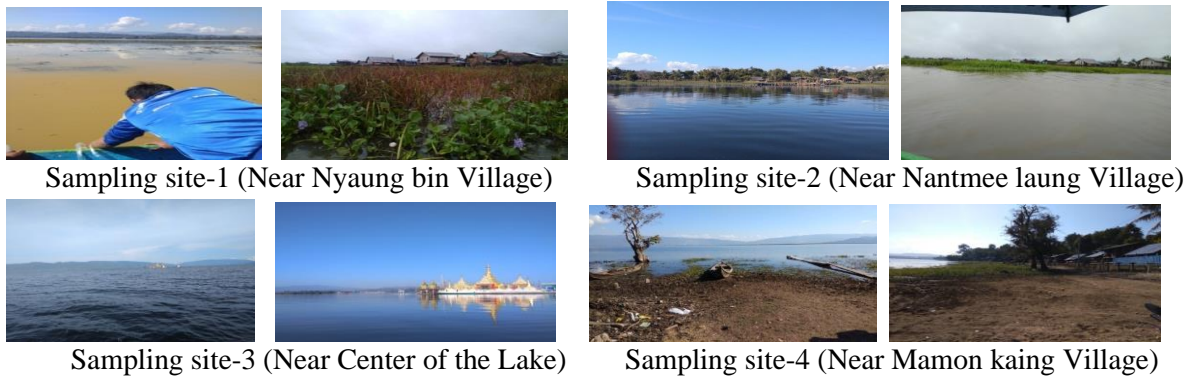 Sampling site-1 (Near Nyaung bin Village)
Sampling site-2 (Near Nantmee laung Village)
Sampling site-3 (Near Center of the Lake)
Sampling site-4 (Near Mamon kaing Village)